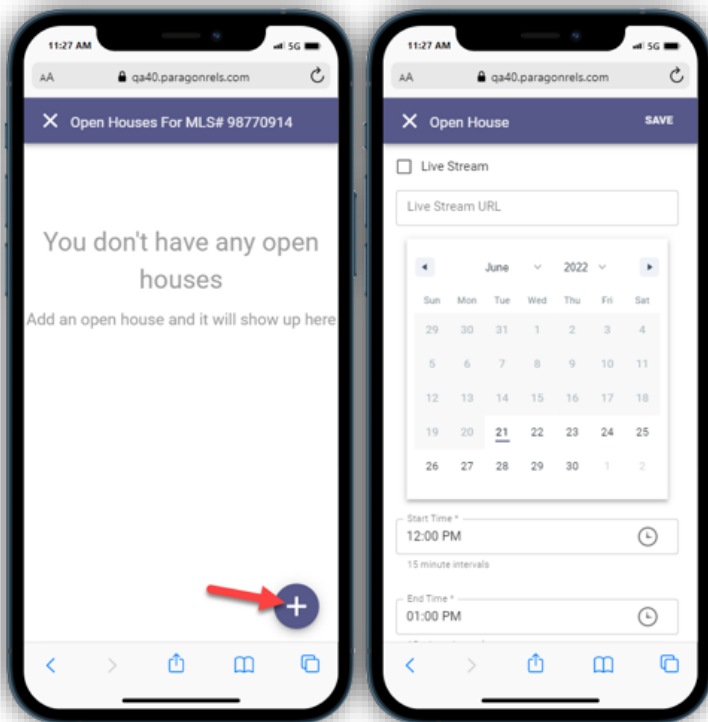 11:27 AM
5G
AA
qa40.paragonrels.com
Open Houses For MLS# 98770914
You don't have any open
houses
Add an open house and it will show up here
11:27 AM
5G
AA
qa40.paragonrels.com
Open House
SAVE
Live Stream
Live Stream URL
June
2022
Sun Mon Tue Wed Thu Fri Sat
29 30 31 1 2 3 4
5 6 7 8 9 10 11
12 13 14 15 16 17 18
19 20 21 22 23 24 25
26 27 28 29 30 1 2
Start Time *
12:00 PM
15 minute intervals
End Time *
01:00 PM